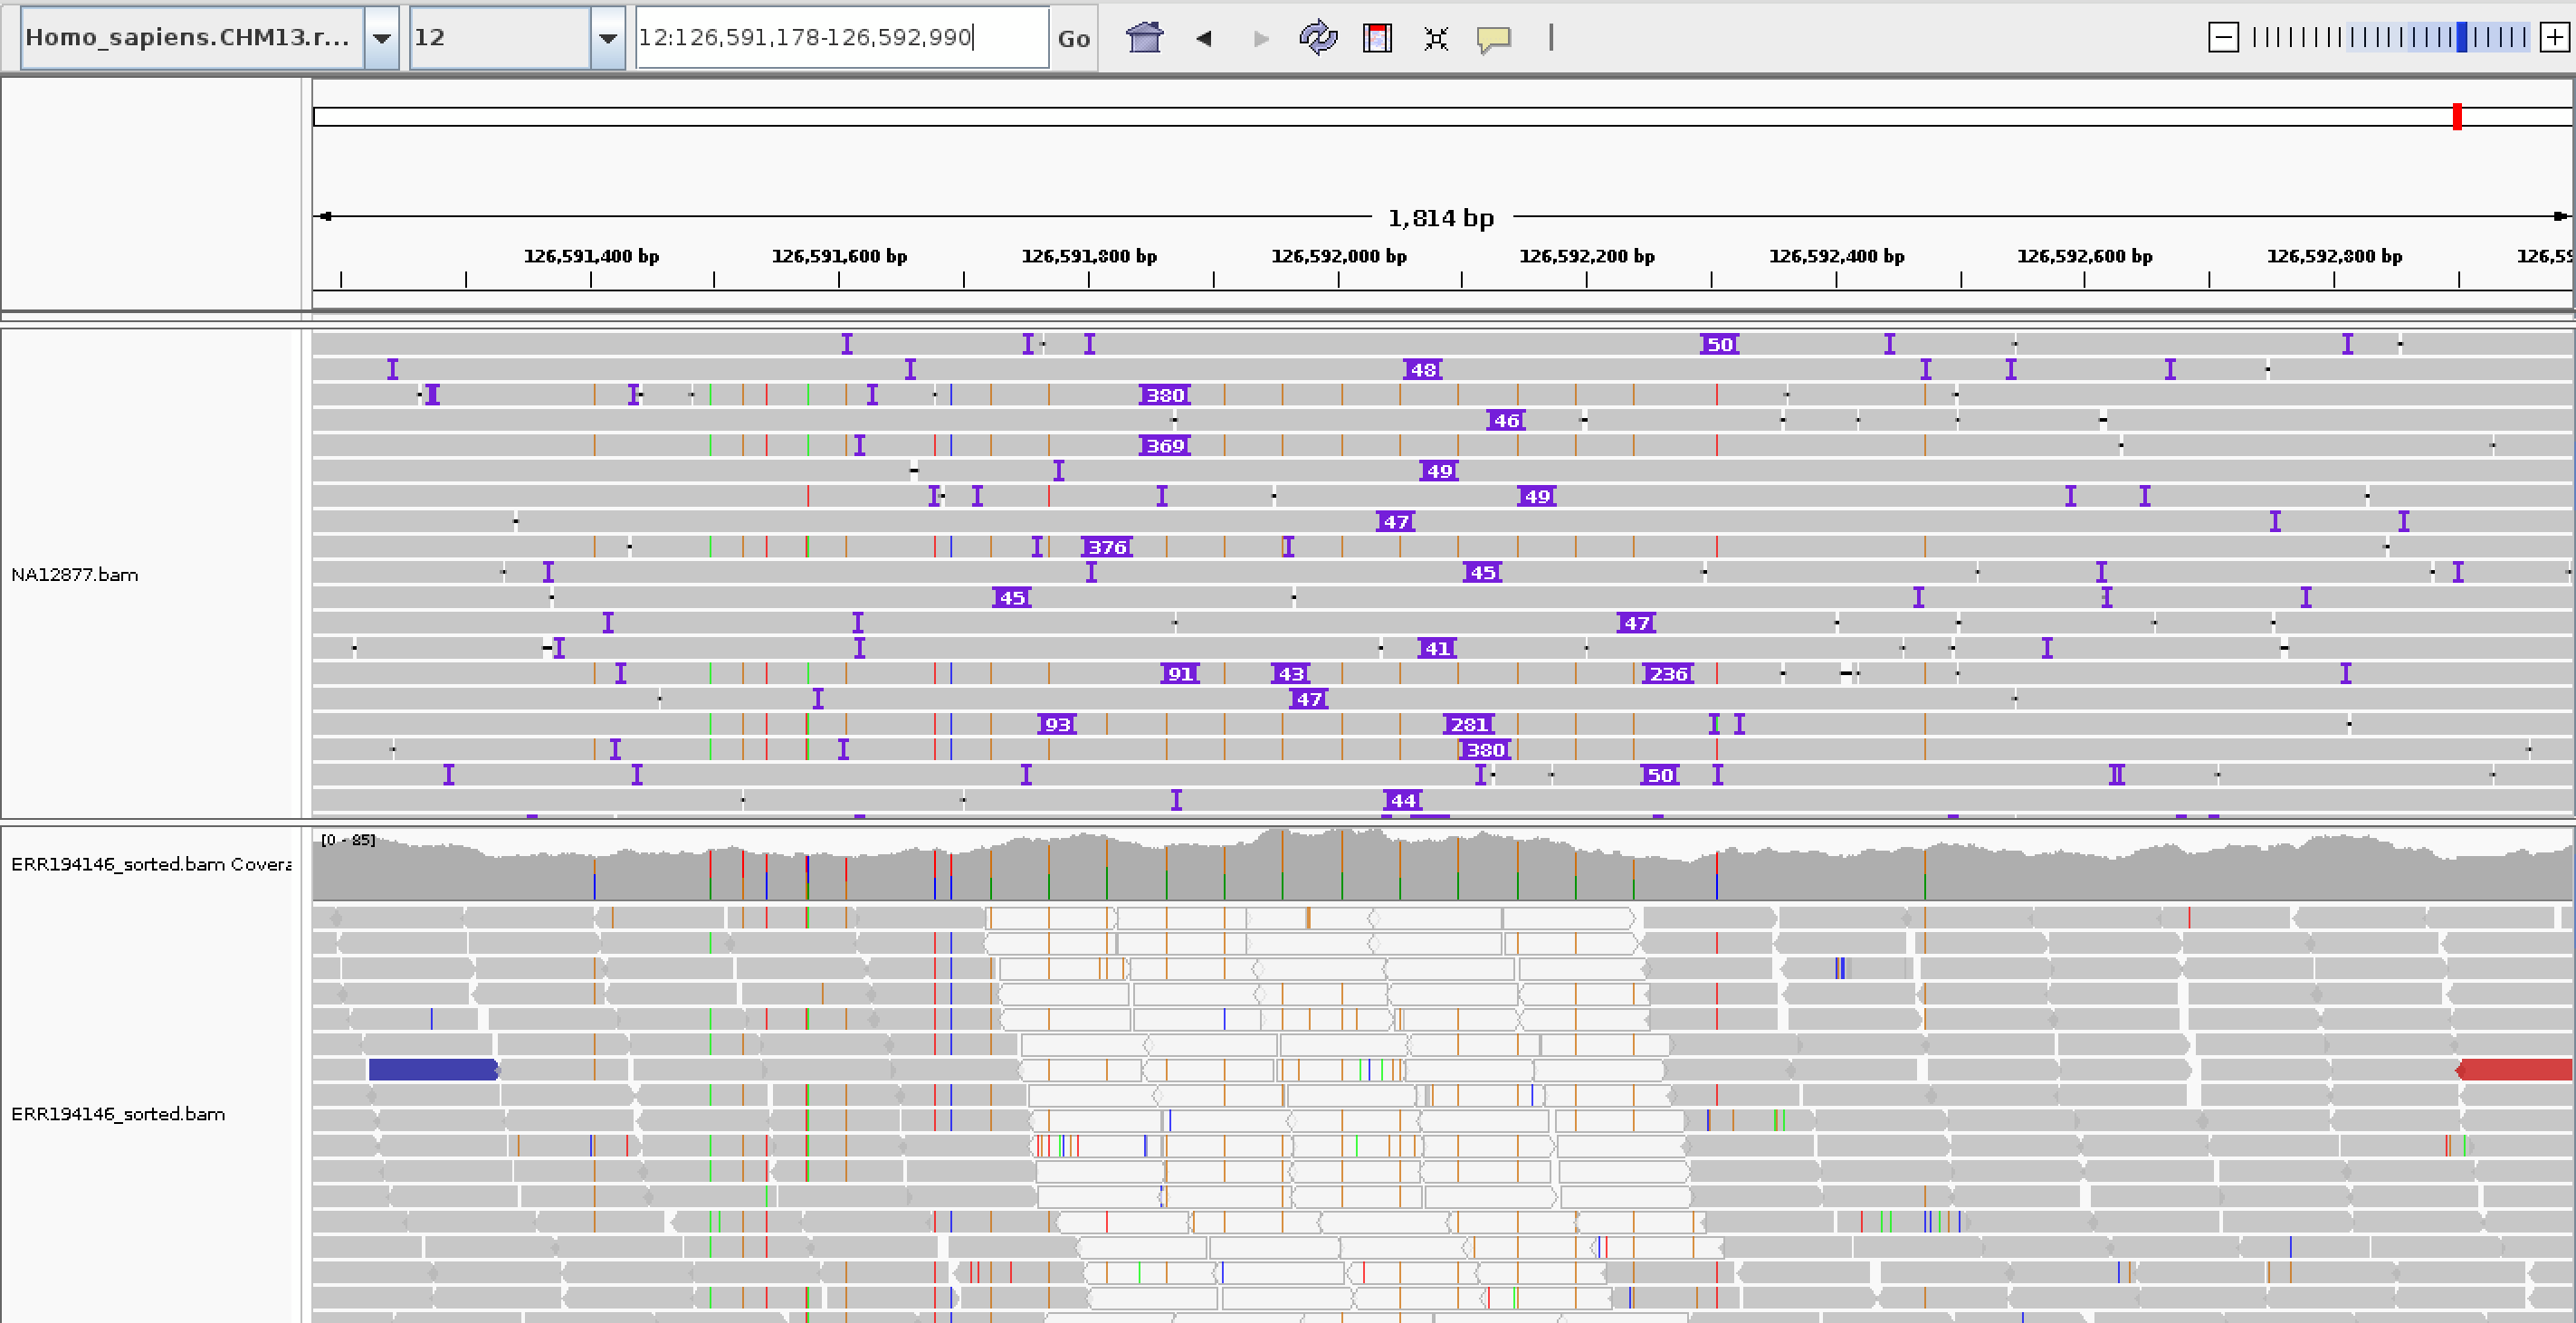 Homo_sapiens.CHM13.r... 12 12:126,591,178-126,592,990 Go
1,814 bp
126,591,400 bp 126,591,600 bp 126,591,800 bp 126,592,000 bp 126,592,200 bp 126,592,400 bp 126,592,600 bp 126,592,800 bp 126,59
50
48
380
46
369
49
49
47
376
NA12877.bam
45
45
47
41
91 43 236
47
93 281
380
50
44
[0 - 85]
ERR194146_sorted.bam Covera
ERR194146_sorted.bam